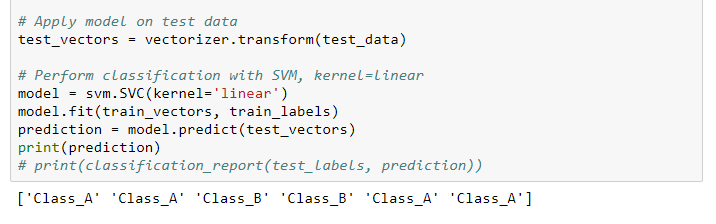 # Apply model on test data
test_vectors = vectorizer.transform(test_data)
# Perform classification with SVM, kernel=linear
model = svm.SVC(kernel='linear')
model.fit(train_vectors, train_labels)
prediction = model.predict(test_vectors)
print(prediction)
# print(classification_report(test_labels, prediction))
['Class_A' 'Class_A' 'Class_B' 'Class_B' 'Class_A' 'Class_A']